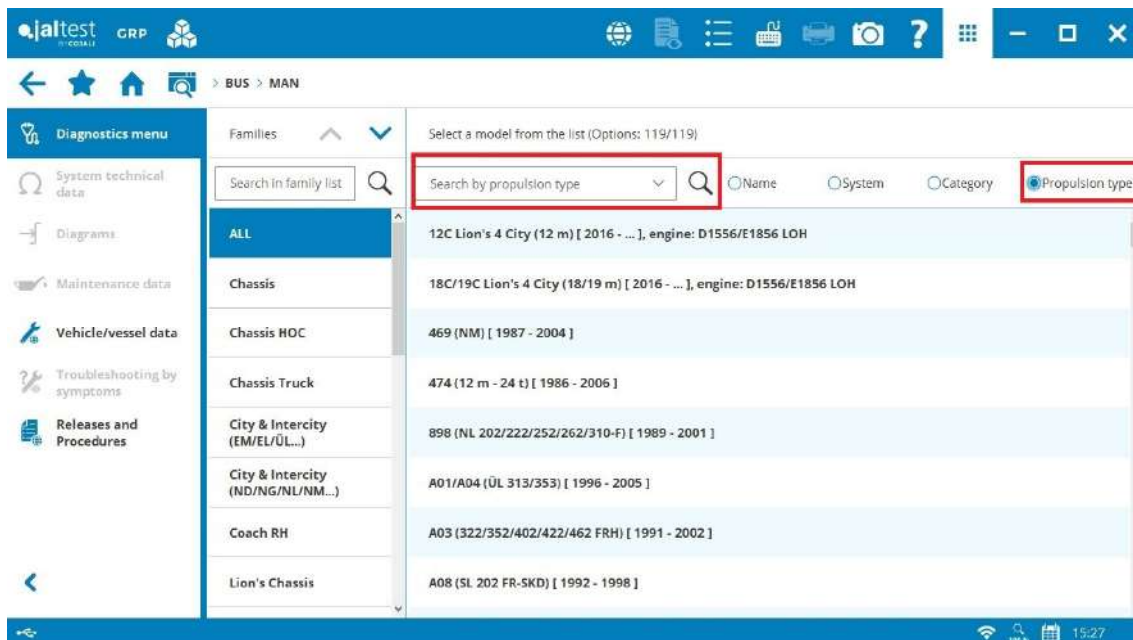 jaltest GRP
BY COJALI
> BUS > MAN
Diagnostics menu
System technical
data
Diagrams
Maintenance data
Vehicle/vessel data
Troubleshooting by
symptoms
Releases and
Procedures
Families
Search in family list
ALL
Chassis
Chassis HOC
Chassis Truck
City & Intercity
(EM/EL/ÜL...)
City & Intercity
(ND/NG/NL/NM...)
Coach RH
Lion's Chassis
Select a model from the list (Options: 119/119)
Search by propulsion type
Name System Category Propulsion type
12C Lion's 4 City (12 m) [ 2016 - ... ], engine: D1556/E1856 LOH
18C/19C Lion's 4 City (18/19 m) [ 2016 - ... ], engine: D1556/E1856 LOH
469 (NM) [ 1987 - 2004 ]
474 (12 m - 24 t) [ 1986 - 2006 ]
898 (NL 202/222/252/262/310-F) [ 1989 - 2001 ]
A01/A04 (ÜL 313/353) [ 1996 - 2005 ]
A03 (322/352/402/422/462 FRH) [ 1991 - 2002 ]
A08 (SL 202 FR-SKD) [ 1992 - 1998 ]
15:27